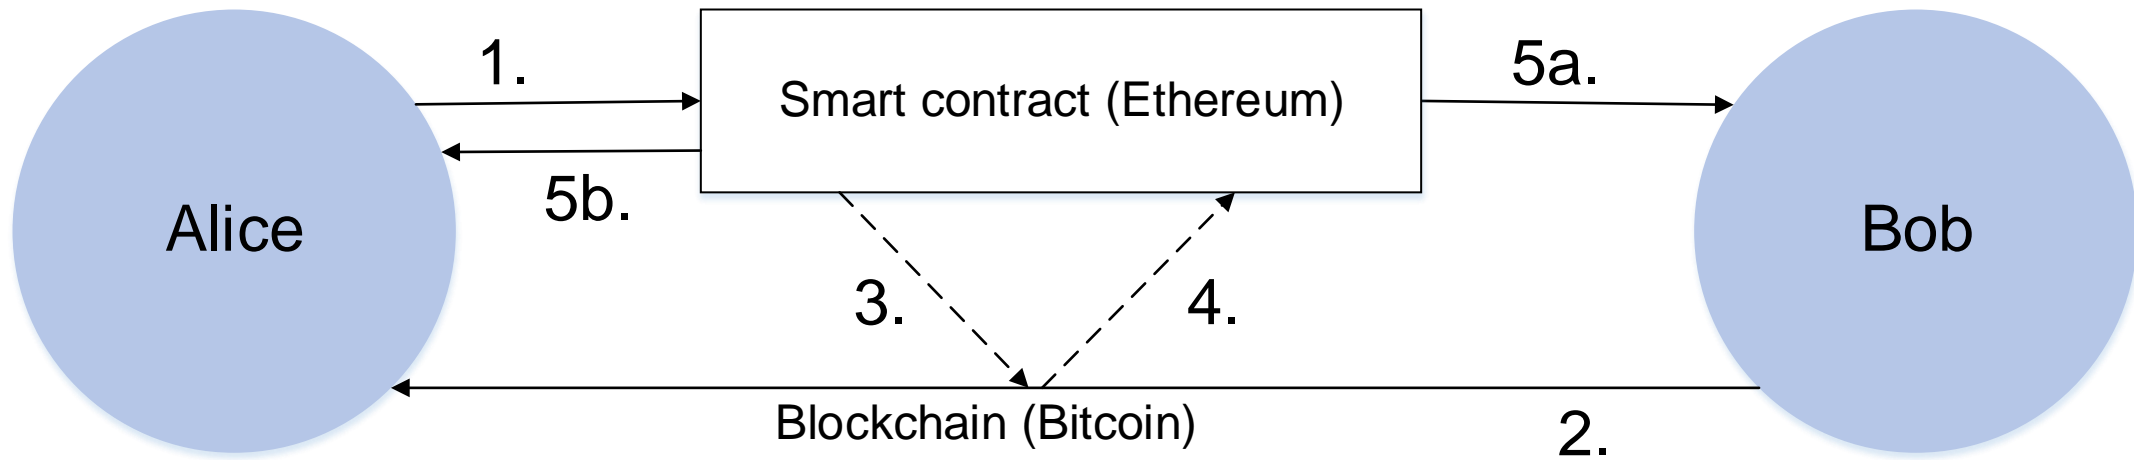 1.
Smart contract (Ethereum)
5a.
5b.
Alice
Bob
3.
4.
Blockchain (Bitcoin)
2.